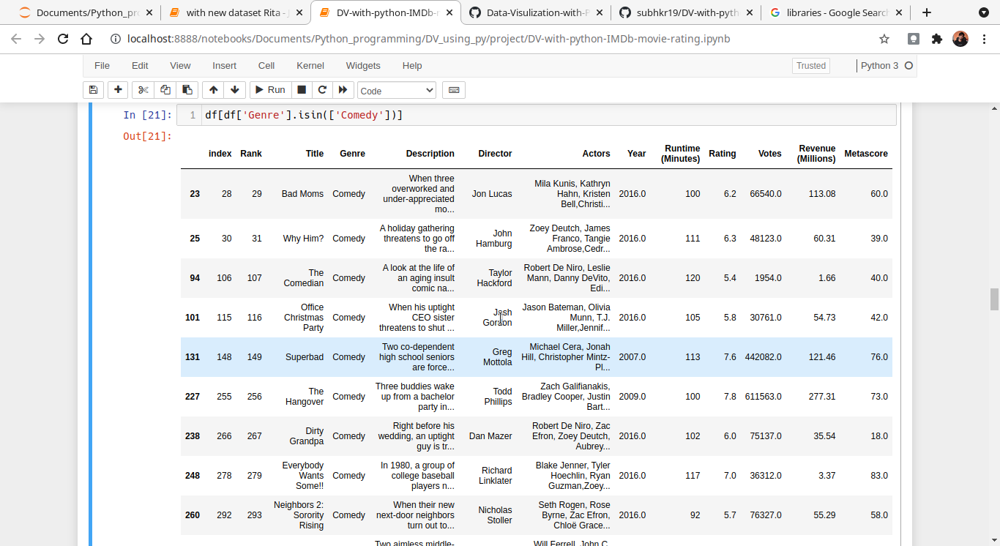 Documents/Python_pr
with new dataset Rita - J
DV-with-python-IMDb-r
Data-Visulization-with-P
subhkr19/DV-with-pyth
libraries - Google Search
localhost:8888/notebooks/Documents/Python_programming/DV_using_py/project/DV-with-python-IMDb-movie-rating.ipynb
File Edit View Insert Cell Kernel Widgets Help Trusted Python 3
Run Code
In [21]: 1 df[df['Genre'].isin(['Comedy'])]
Out[21]:
index Rank Title Genre Description Director Actors Year Runtime (Minutes) Rating Votes Revenue (Millions) Metascore
23 28 29 Bad Moms Comedy When three overworked and under-appreciated mo... Jon Lucas Mila Kunis, Kathryn Hahn, Kristen Bell,Christi... 2016.0 100 6.2 66540.0 113.08 60.0
25 30 31 Why Him? Comedy A holiday gathering threatens to go off the ra... John Hamburg Zoey Deutch, James Franco, Tangie Ambrose,Cedr... 2016.0 111 6.3 48123.0 60.31 39.0
94 106 107 The Comedian Comedy A look at the life of an aging insult comic na... Taylor Hackford Robert De Niro, Leslie Mann, Danny DeVito, Edi... 2016.0 120 5.4 1954.0 1.66 40.0
101 115 116 Office Christmas Party Comedy When his uptight CEO sister threatens to shut ... Josh Gordon Jason Bateman, Olivia Munn, T.J. Miller,Jennif... 2016.0 105 5.8 30761.0 54.73 42.0
131 148 149 Superbad Comedy Two co-dependent high school seniors are force... Greg Mottola Michael Cera, Jonah Hill, Christopher Mintz-Pl... 2007.0 113 7.6 442082.0 121.46 76.0
227 255 256 The Hangover Comedy Three buddies wake up from a bachelor party in... Todd Phillips Zach Galifianakis, Bradley Cooper, Justin Bart... 2009.0 100 7.8 611563.0 277.31 73.0
238 266 267 Dirty Grandpa Comedy Right before his wedding, an uptight guy is tr... Dan Mazer Robert De Niro, Zac Efron, Zoey Deutch, Aubrey... 2016.0 102 6.0 75137.0 35.54 18.0
248 278 279 Everybody Wants Some!! Comedy In 1980, a group of college baseball players n... Richard Linklater Blake Jenner, Tyler Hoechlin, Ryan Guzman,Zoey... 2016.0 117 7.0 36312.0 3.37 83.0
260 292 293 Neighbors 2: Sorority Rising Comedy When their new next-door neighbors turn out to... Nicholas Stoller Seth Rogen, Rose Byrne, Zac Efron, Chloë Grace... 2016.0 92 5.7 76327.0 55.29 58.0
Two aimless middle- Will Ferrell, John C.